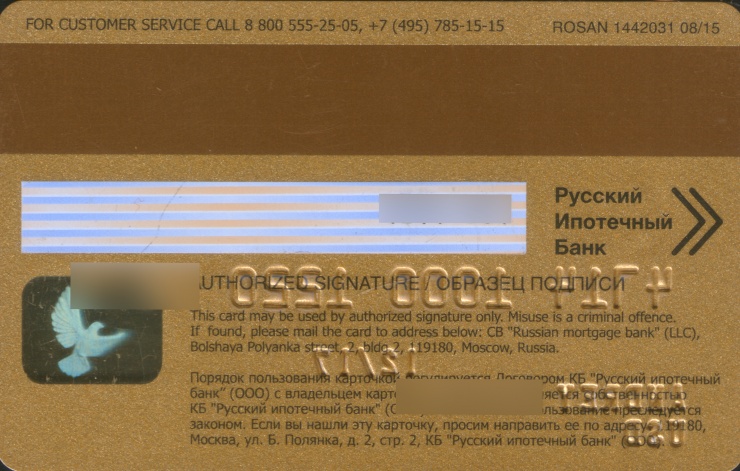 FOR CUSTOMER SERVICE CALL 8 800 555-25-05, +7 (495) 785-15-15
ROSAN 1442031 08/15
Русский
Ипотечный
Банк
AUTHORIZED SIGNATURE / ОБРАЗЕЦ ПОДПИСИ
This card may be used by authorized signature only. Misuse is a criminal offence.
If found, please mail the card to address below: CB "Russian mortgage bank" (LLC),
Bolshaya Polyanka street, 2, bldg 2, 119180, Moscow, Russia.
Порядок пользования карточкой регулируется Договором КБ "Русский ипотечный
банк" (ООО) с владельцем собственностью
КБ "Русский ипотечный банк" преследуется
законом. Если вы нашли эту карточку, просим направить ее по адресу: 119180,
Москва, ул. Б. Полянка, д. 2, стр. 2, КБ "Русский ипотечный банк" (ООО).